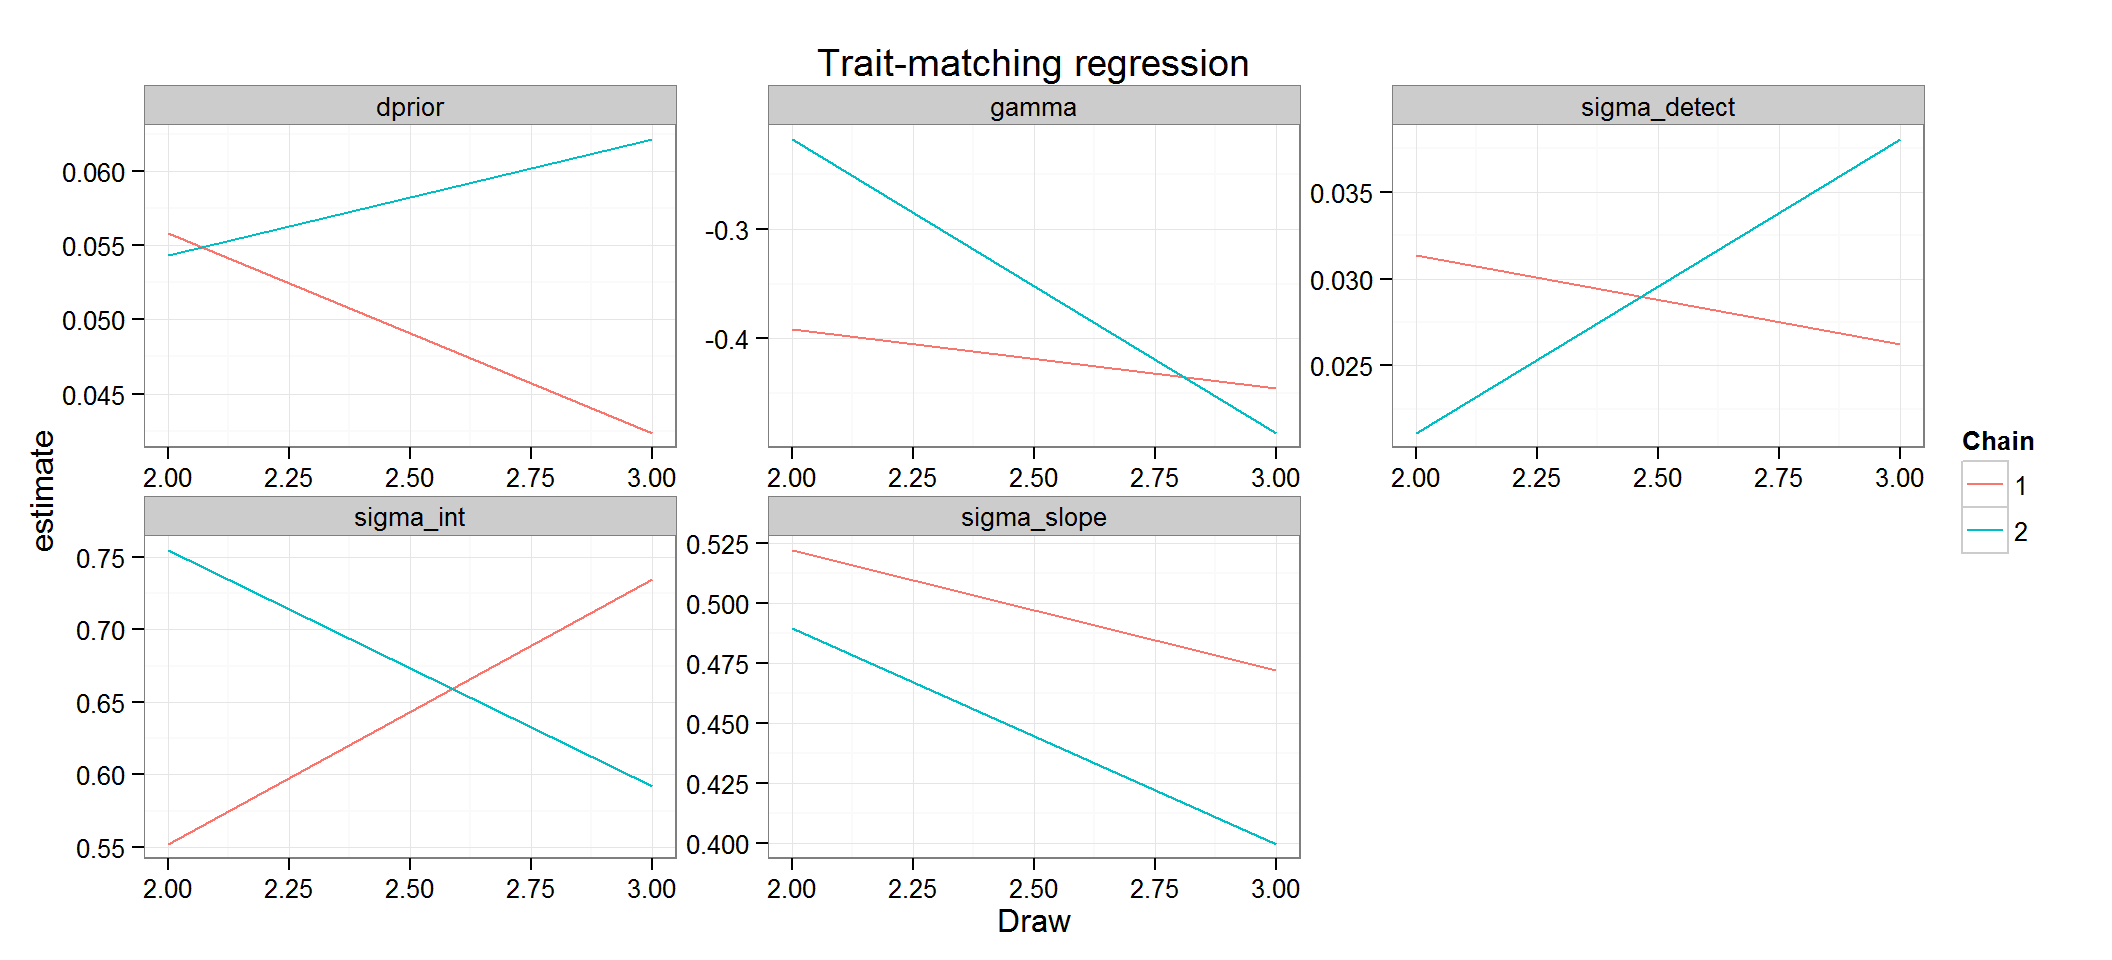 Trait-matching regression
dprior
gamma
sigma_detect
0.060
0.055
0.050
0.045
-0.3
-0.4
0.035
0.030
0.025
2.00 2.25 2.50 2.75 3.00
2.00 2.25 2.50 2.75 3.00
2.00 2.25 2.50 2.75 3.00
estimate
sigma_int
sigma_slope
0.75
0.70
0.65
0.60
0.55
0.525
0.500
0.475
0.450
0.425
0.400
2.00 2.25 2.50 2.75 3.00
2.00 2.25 2.50 2.75 3.00
Draw
Chain
1
2